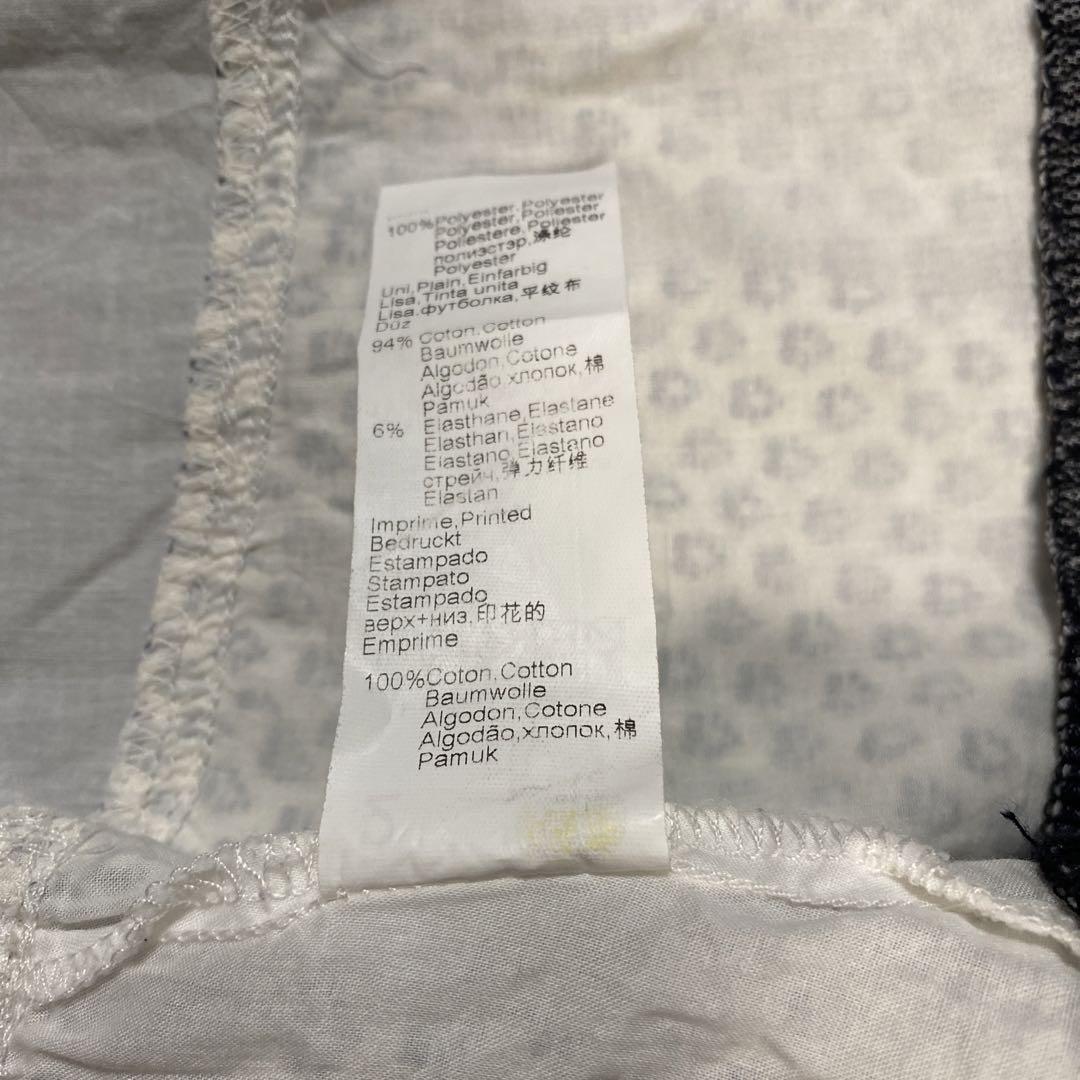 100%Polyester,Polyester
Polyester,Poliester
Poliestere,Poliester
полиэстэр,涤纶
Polyester
Uni,Plain,Einfarbig
Lisa,Tinta unita
Lisa.футболка,平纹布
Düz
94% Coton,Cotton
Baumwolle
Algodon,Cotone
Algodão,хлопок,棉
Pamuk
6% Elasthane,Elastane
Elasthan,Elastano
Elastano,Elastano
стрейч,弹力纤维
Elastan
Imprime,Printed
Bedruckt
Estampado
Stampato
Estampado
верх+низ,印花的
Emprime
100%Coton,Cotton
Baumwolle
Algodon,Cotone
Algodão,хлопок,棉
Pamuk